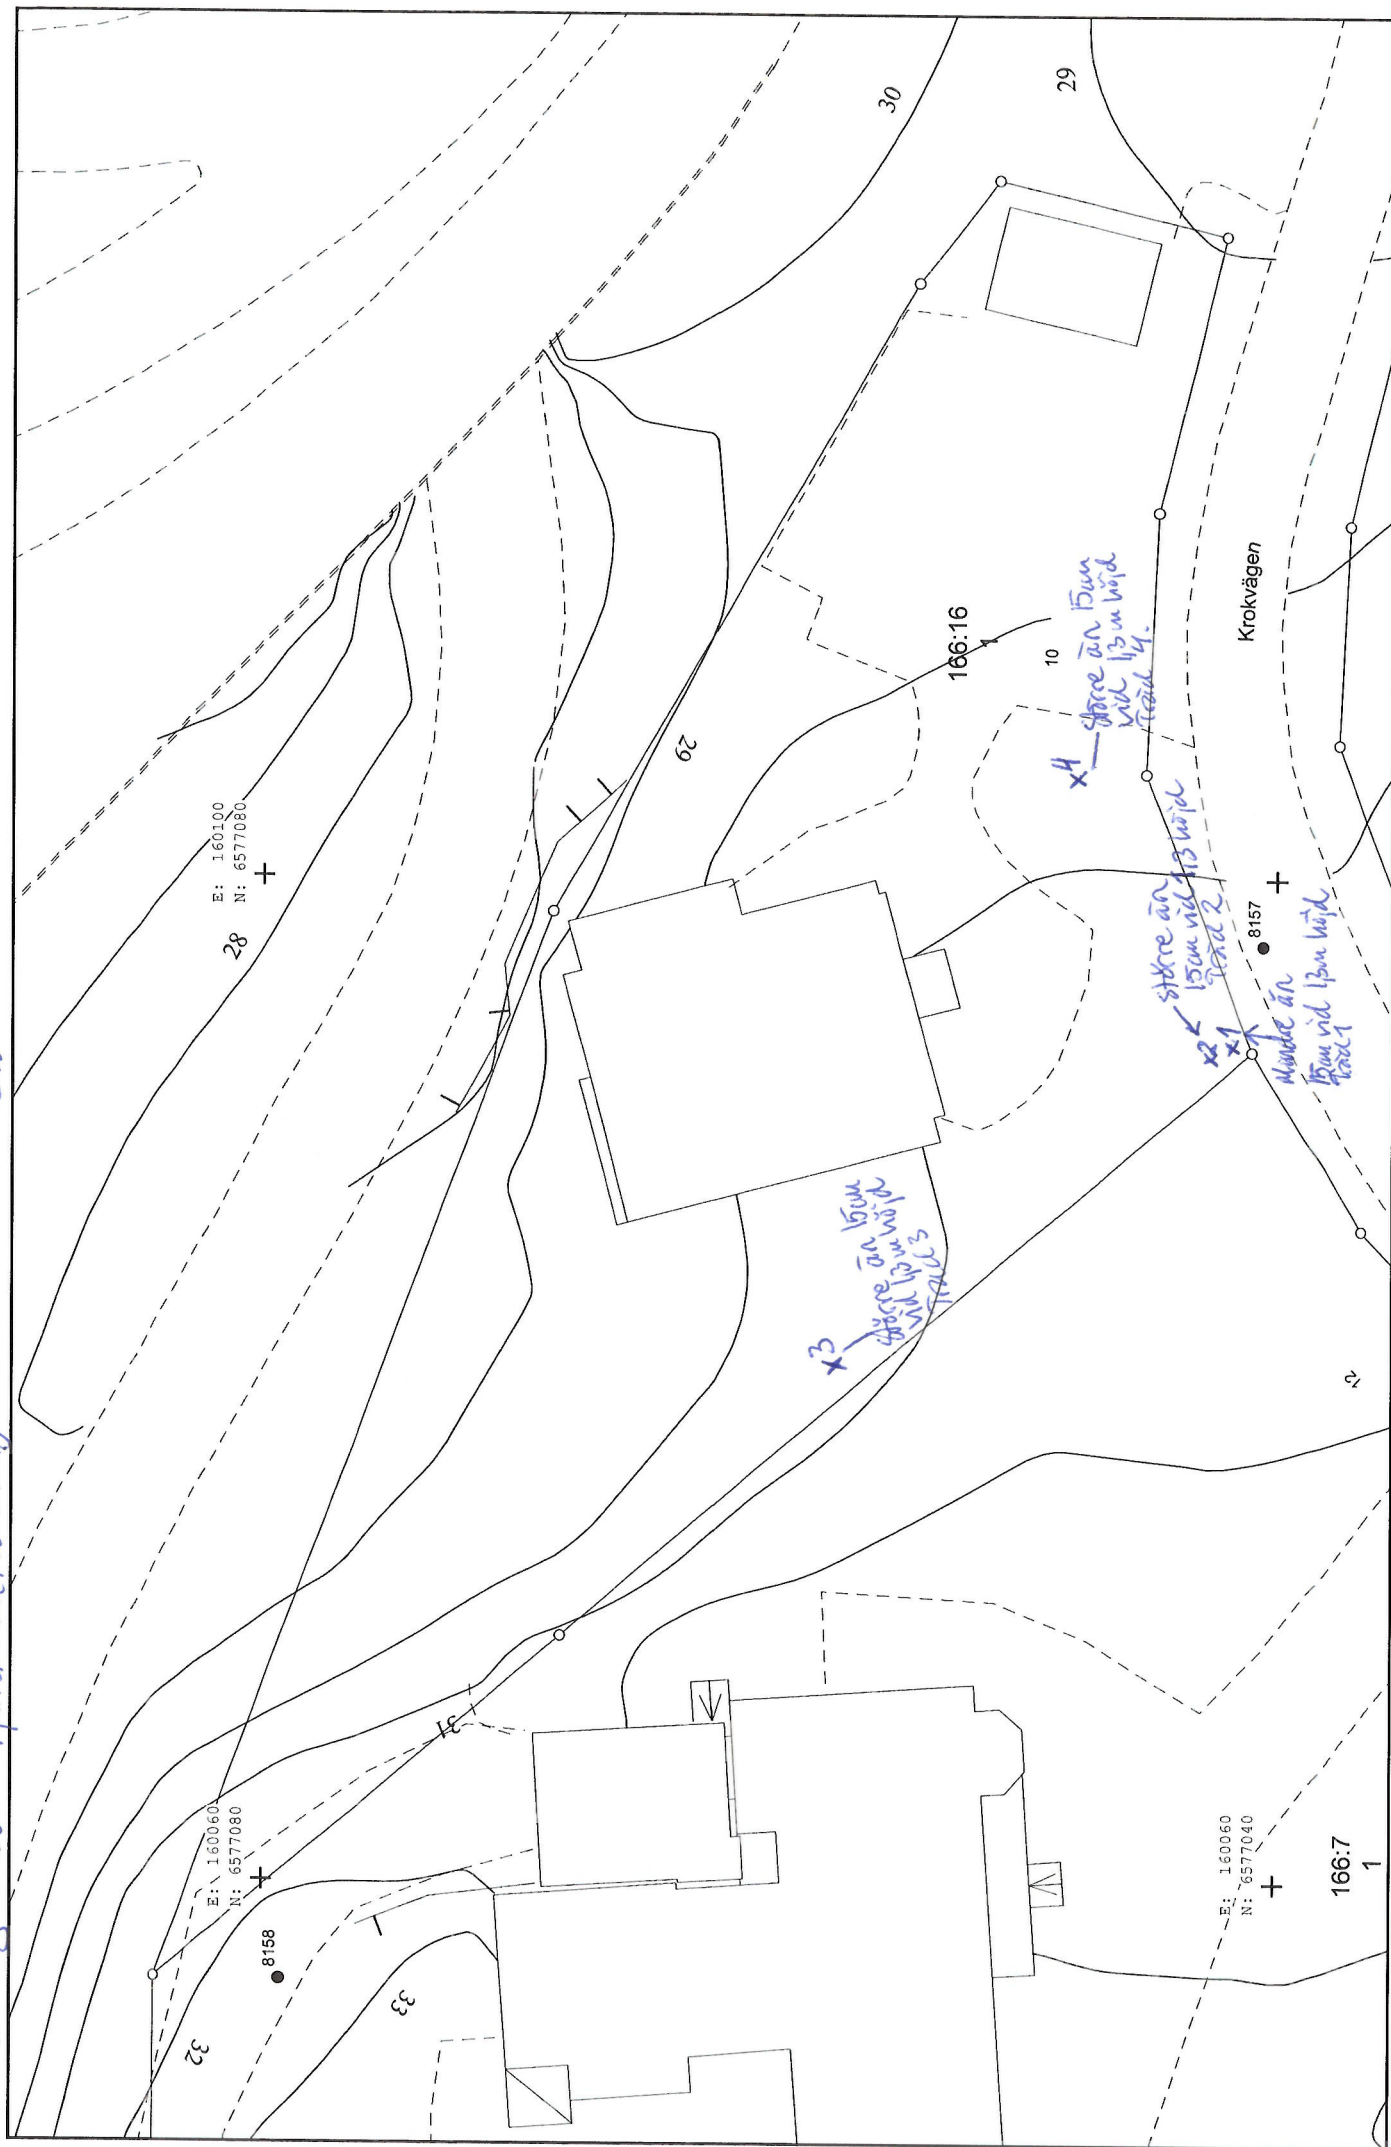 30
29
E: 160100
N: 6577080
28
29
166:16
1
10
x4
större än 15cm
vid 1,3 m höjd
Träd 4.
Krokvägen
större än
15cm vid 1,3 höjd
Träd 2
x2
x1
8157
Mindre än
15cm vid 1,3m höjd
träd 1
x3
större än 15cm
vid 1,3 m höjd
Träd 3
12
31
E: 160060
N: 6577080
8158
32
33
E: 160060
N: 6577040
166:7
1